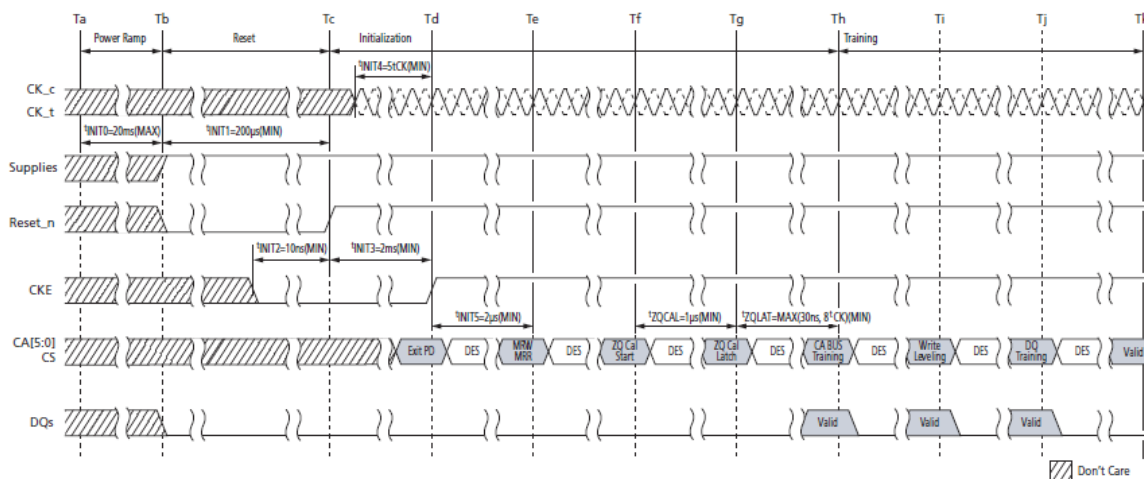 Ta Tb Tc Td Te Tf Tg Th Ti Tj Tk
Power Ramp Reset Initialization Training
tINIT4=5tCK(MIN)
CK_c
CK_t
tINIT0=20ms(MAX) tINIT1=200μs(MIN)
Supplies
Reset_n
tINIT2=10ns(MIN) tINIT3=2ms(MIN)
CKE
tINIT5=2μs(MIN) tZQCAL=1μs(MIN) tZQLAT=MAX(30ns, 8tCK)(MIN)
CA[5:0]
CS
Exit PD DES MRW MRR DES ZQ Cal Start DES ZQ Cal Latch DES CA BUS Training DES Write Leveling DES DQ Training DES Valid
DQs Valid Valid Valid
Don't Care